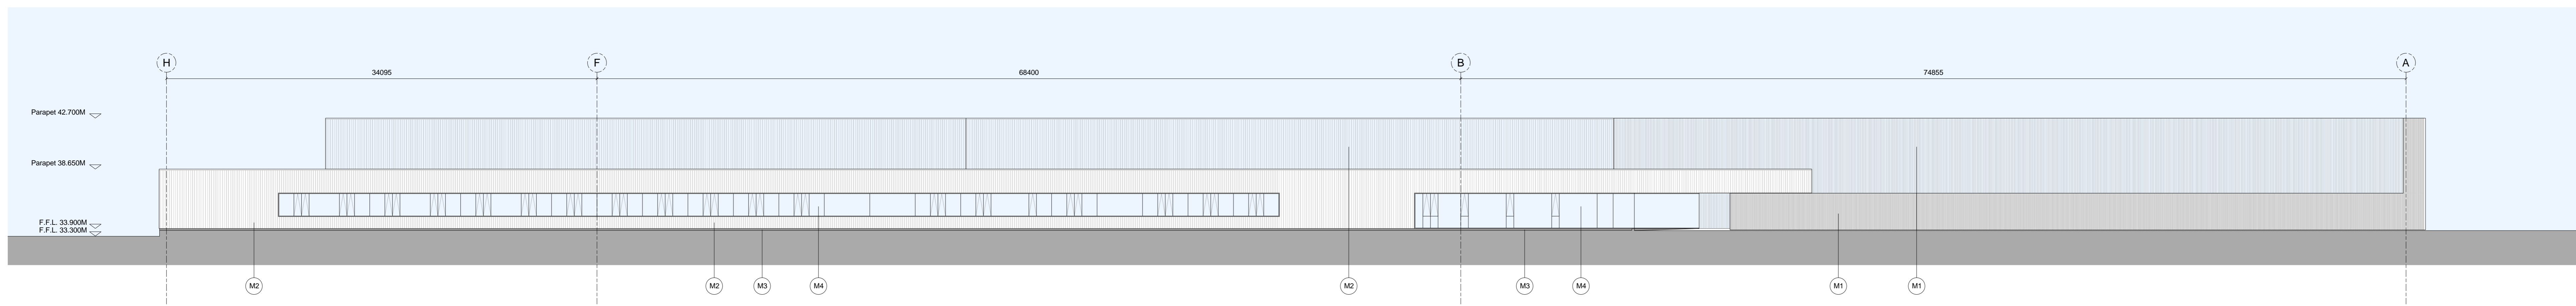 H F B A
34095 68400 74855
Parapet 42.700M
Parapet 38.650M
F.F.L. 33.900M
F.F.L. 33.300M
M2 M2 M3 M4 M2 M3 M4 M1 M1